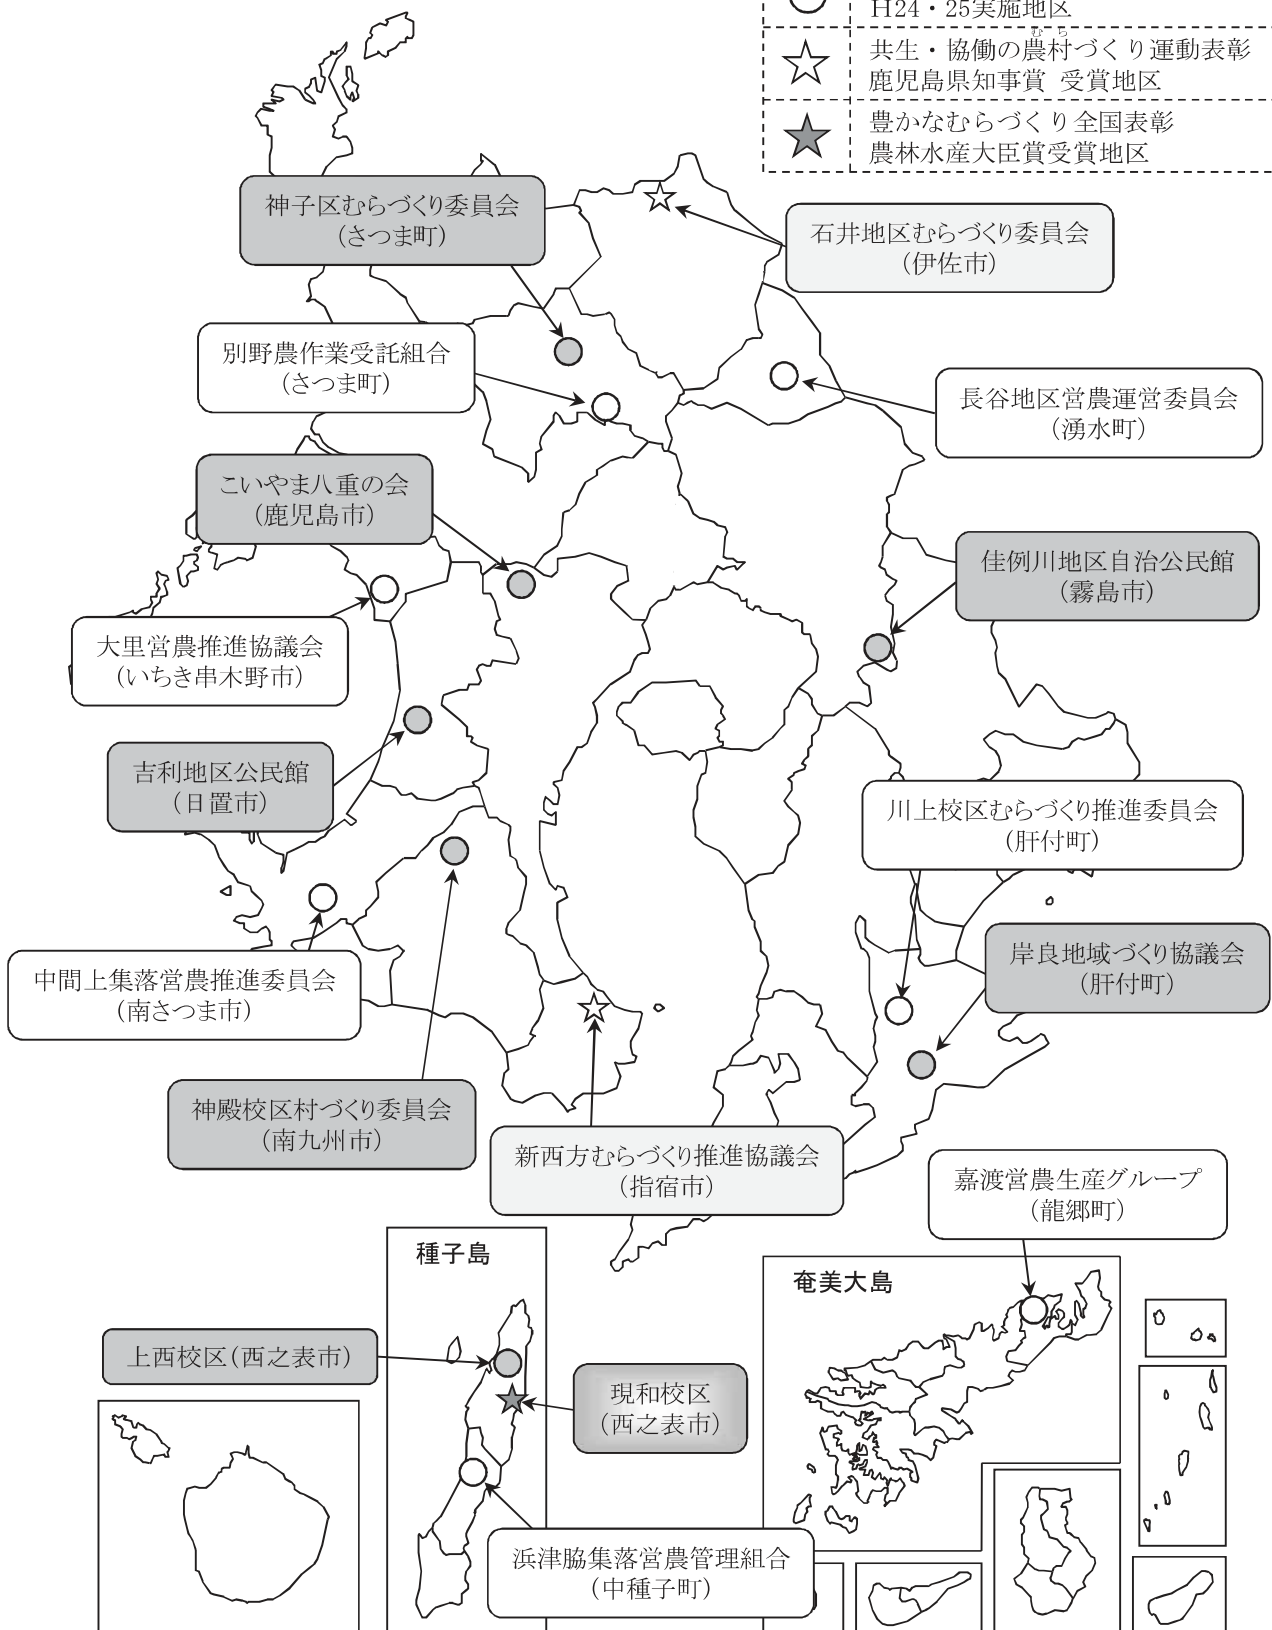 H24・25実施地区
むち
共生・協働の農村づくり運動表彰
鹿児島県知事賞 受賞地区
豊かなむらづくり全国表彰
農林水産大臣賞受賞地区
神子区むらづくり委員会
(さつま町)
石井地区むらづくり委員会
(伊佐市)
別野農作業受託組合
(さつま町)
長谷地区営農運営委員会
(湧水町)
こいやま八重の会
(鹿児島市)
佳例川地区自治公民館
(霧島市)
大里営農推進協議会
(いちき串木野市)
吉利地区公民館
(日置市)
川上校区むらづくり推進委員会
(肝付町)
中間上集落営農推進委員会
(南さつま市)
岸良地域づくり協議会
(肝付町)
神殿校区村づくり委員会
(南九州市)
新西方むらづくり推進協議会
(指宿市)
嘉渡営農生産グループ
(龍郷町)
種子島
奄美大島
上西校区(西之表市)
現和校区
(西之表市)
浜津脇集落営農管理組合
(中種子町)